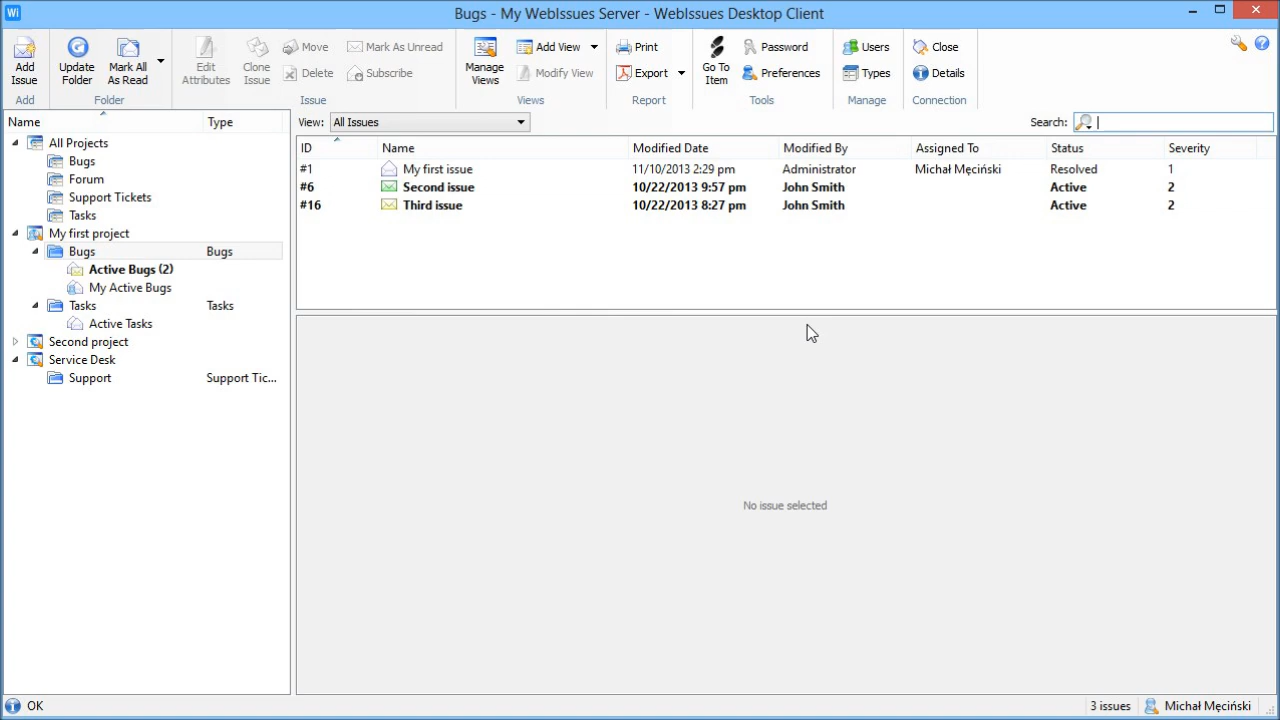 Wi Bugs - My WebIssues Server - WebIssues Desktop Client
Add Issue
Update Folder
Mark All As Read
Edit Attributes
Clone Issue
Move
Delete
Mark As Unread
Subscribe
Manage Views
Add View
Modify View
Print
Export
Go To Item
Password
Preferences
Users
Types
Close
Details
Add
Folder
Issue
Views
Report
Tools
Manage
Connection
Name Type
All Projects
Bugs
Forum
Support Tickets
Tasks
My first project
Bugs Bugs
Active Bugs (2)
My Active Bugs
Tasks Tasks
Active Tasks
Second project
Service Desk
Support Support Tic...
View: All Issues
Search:
ID Name Modified Date Modified By Assigned To Status Severity
#1 My first issue 11/10/2013 2:29 pm Administrator Michał Męciński Resolved 1
#6 Second issue 10/22/2013 9:57 pm John Smith Active 2
#16 Third issue 10/22/2013 8:27 pm John Smith Active 2
No issue selected
OK
3 issues
Michał Męciński